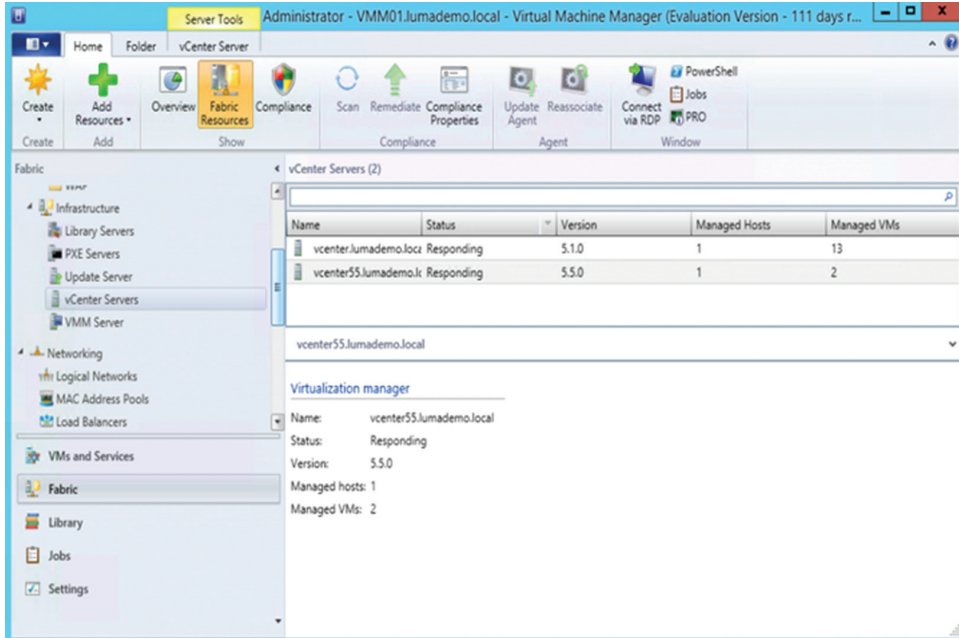 Server Tools
Administrator - VMM01.lumademo.local - Virtual Machine Manager (Evaluation Version - 111 days r...
Home Folder vCenter Server
Create
Add Resources
Overview
Fabric Resources
Compliance
Scan
Remediate
Compliance Properties
Update Agent
Reassociate
Connect via RDP
PowerShell
Jobs
PRO
Create Add Show Compliance Agent Window
Fabric
vCenter Servers (2)
WAP
Infrastructure
Library Servers
PXE Servers
Update Server
vCenter Servers
VMM Server
Networking
Logical Networks
MAC Address Pools
Load Balancers
VMs and Services
Fabric
Library
Jobs
Settings
Name Status Version Managed Hosts Managed VMs
vcenter.lumademo.loca Responding 5.1.0 1 13
vcenter55.lumademo.lc Responding 5.5.0 1 2
vcenter55.lumademo.local
Virtualization manager
Name: vcenter55.lumademo.local
Status: Responding
Version: 5.5.0
Managed hosts: 1
Managed VMs: 2